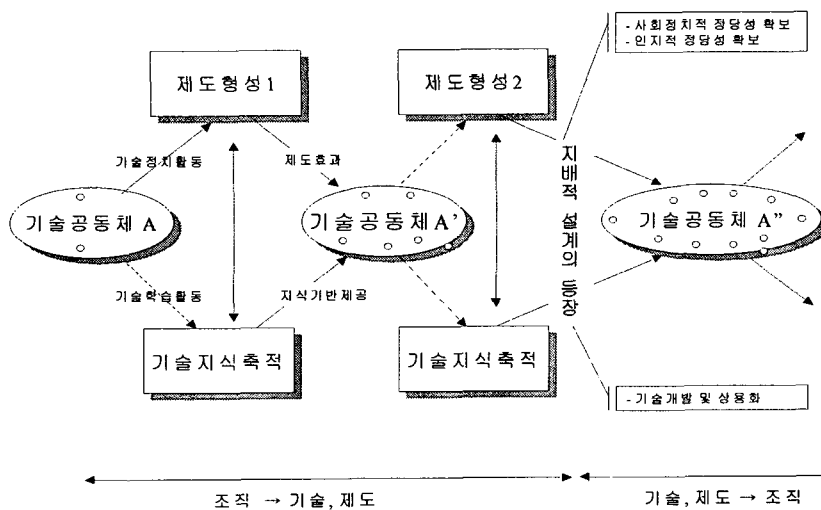 - 사회정치적 정당성 확보
- 인지적 정당성 확보
제도형성1
제도형성2
기술정치활동
제도효과
기술공동체 A
기술공동체A’
지배적 설계의 등장
기술공동체 A”
기술학습활동
지식기반제공
기술지식축적
기술지식축적
- 기술개발 및 상용화
조직 → 기술, 제도
기술, 제도 → 조직